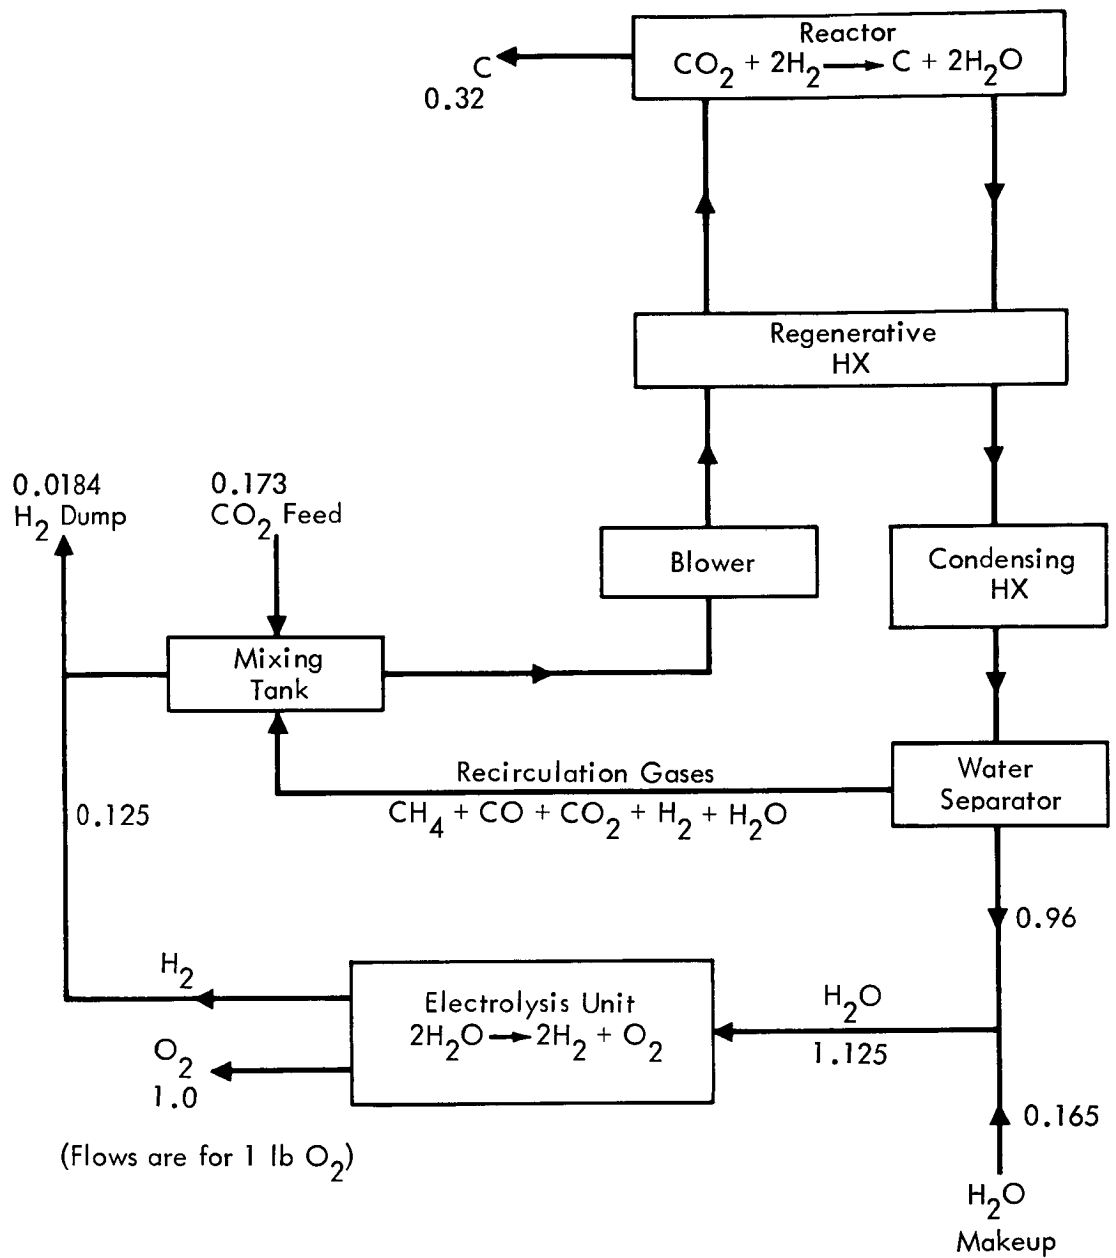 Reactor
CO2 + 2H2 → C + 2H2O
C
0.32
Regenerative
HX
0.0184
H2 Dump
0.173
CO2 Feed
Blower
Condensing
HX
Mixing
Tank
Recirculation Gases
CH4 + CO + CO2 + H2 + H2O
Water
Separator
0.125
0.96
H2
Electrolysis Unit
2H2O → 2H2 + O2
H2O
1.125
O2
1.0
0.165
(Flows are for 1 lb O2)
H2O
Makeup